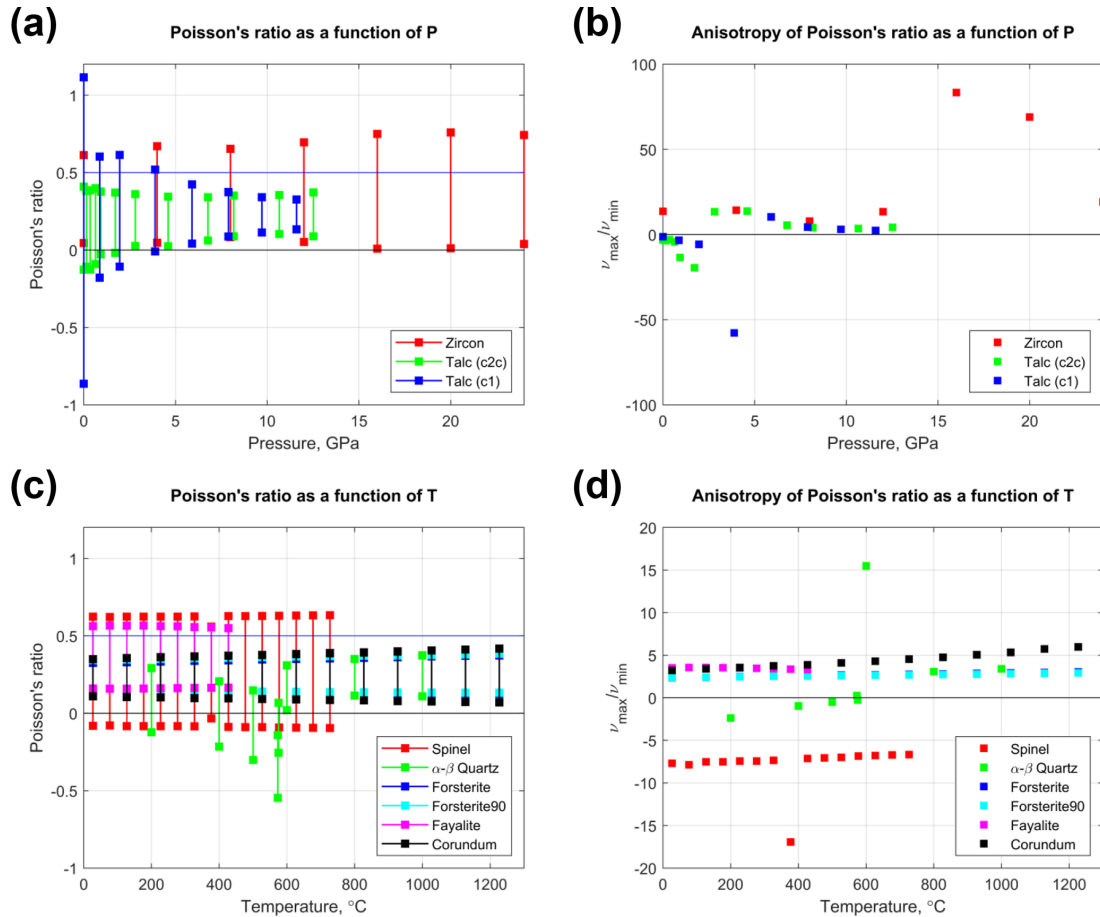 (a)
Poisson's ratio as a function of P
1
0.5
0
-0.5
-1
0 5 10 15 20
Poisson's ratio
Pressure, GPa
Zircon
Talc (c2c)
Talc (c1)
(b)
Anisotropy of Poisson's ratio as a function of P
100
50
0
-50
-100
0 5 10 15 20
ν_max/ν_min
Pressure, GPa
Zircon
Talc (c2c)
Talc (c1)
(c)
Poisson's ratio as a function of T
1
0.5
0
-0.5
-1
0 200 400 600 800 1000 1200
Poisson's ratio
Temperature, °C
Spinel
α-β Quartz
Forsterite
Forsterite90
Fayalite
Corundum
(d)
Anisotropy of Poisson's ratio as a function of T
20
15
10
5
0
-5
-10
-15
-20
0 200 400 600 800 1000 1200
ν_max/ν_min
Temperature, °C
Spinel
α-β Quartz
Forsterite
Forsterite90
Fayalite
Corundum